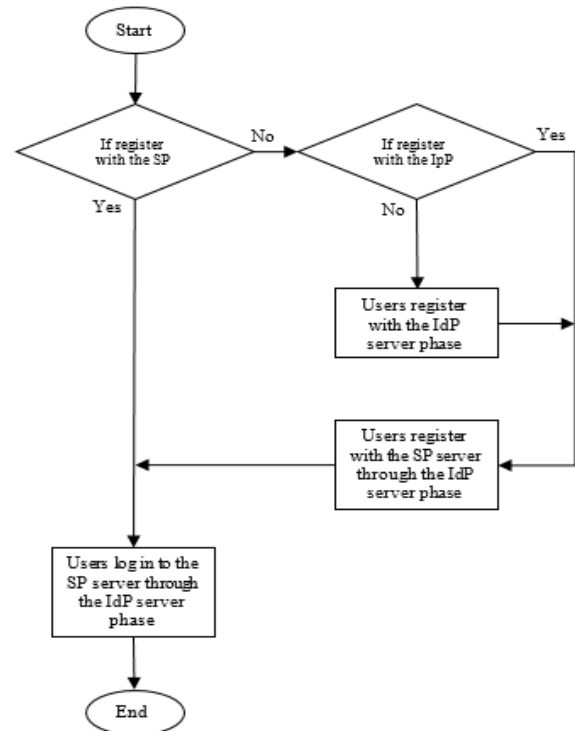 Start
If register
with the SP
No
If register
with the IpP
Yes
Yes
No
Users register
with the IdP
server phase
Users register
with the SP server
through the IdP
server phase
Users log in to the
SP server through
the IdP server
phase
End